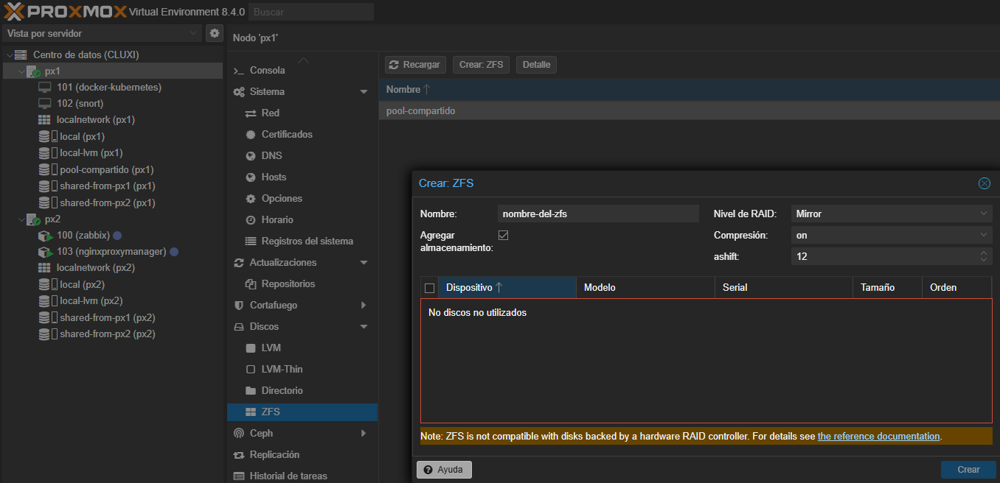 PROXMOX Virtual Environment 8.4.0 Buscar
Vista por servidor
Centro de datos (CLUXI)
px1
101 (docker-kubernetes)
102 (snort)
localnetwork (px1)
local (px1)
local-lvm (px1)
pool-compartido (px1)
shared-from-px1 (px1)
shared-from-px2 (px1)
px2
100 (zabbix)
103 (nginxproxymanager)
localnetwork (px2)
local (px2)
local-lvm (px2)
shared-from-px1 (px2)
shared-from-px2 (px2)
Nodo 'px1'
Consola
Sistema
Red
Certificados
DNS
Hosts
Opciones
Horario
Registros del sistema
Actualizaciones
Repositorios
Cortafuego
Discos
LVM
LVM-Thin
Directorio
ZFS
Ceph
Replicación
Historial de tareas
Recargar Crear: ZFS Detalle
Nombre
pool-compartido
Crear: ZFS
Nombre: nombre-del-zfs
Agregar
almacenamiento:
Nivel de RAID: Mirror
Compresión: on
ashift: 12
Dispositivo Modelo Serial Tamaño Orden
No discos no utilizados
Note: ZFS is not compatible with disks backed by a hardware RAID controller. For details see the reference documentation.
Ayuda Crear